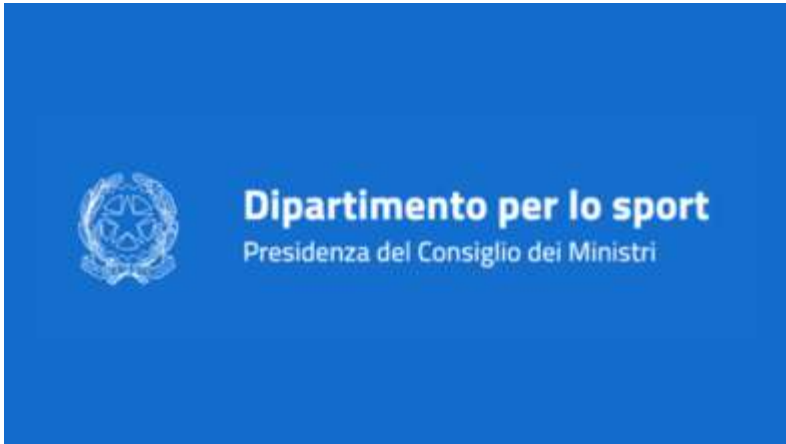 Dipartimento per lo sport
Presidenza del Consiglio dei Ministri